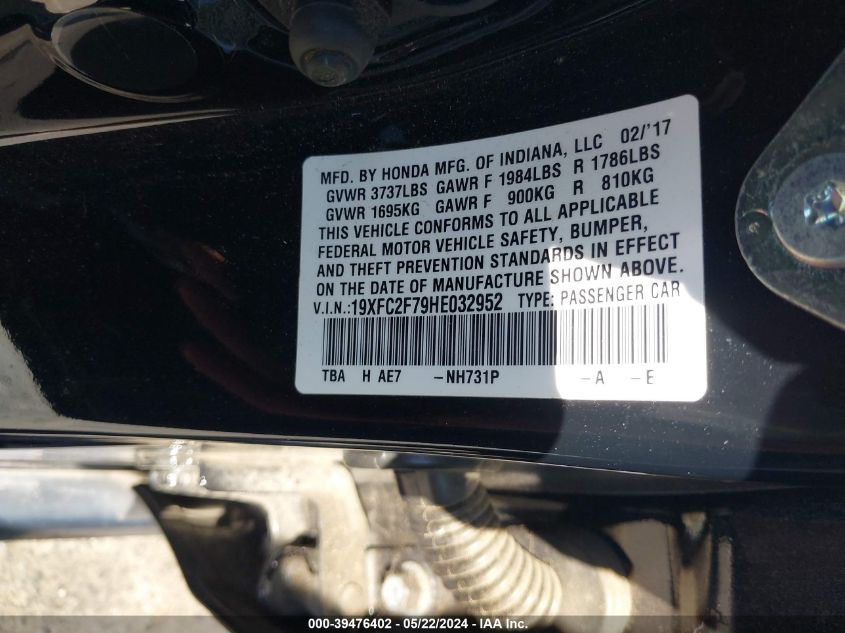 MFD. BY HONDA MFG. OF INDIANA, LLC 02/'17
GVWR 3737LBS GAWR F 1984LBS R 1786LBS
GVWR 1695KG GAWR F 900KG R 810KG
THIS VEHICLE CONFORMS TO ALL APPLICABLE
FEDERAL MOTOR VEHICLE SAFETY, BUMPER,
AND THEFT PREVENTION STANDARDS IN EFFECT
ON THE DATE OF MANUFACTURE SHOWN ABOVE.
V.I.N.:19XFC2F79HE032952 TYPE: PASSENGER CAR
TBA H AE7 -NH731P -A -E
000-39476402 - 05/22/2024 - IAA Inc.